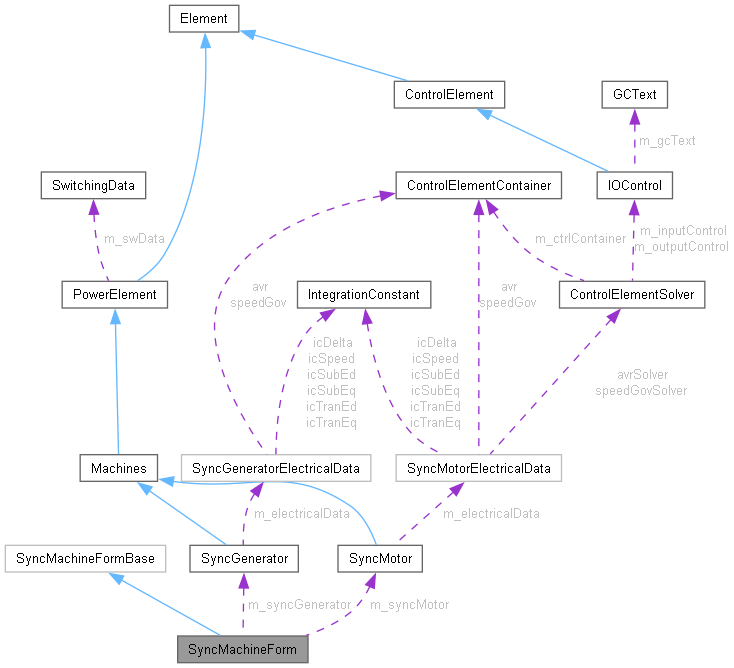 Element
ControlElement
GCText
m_gcText
SwitchingData
ControlElementContainer
IOControl
m_swData
m_ctrlContainer
m_inputControl
m_outputControl
PowerElement
avr
speedGov
IntegrationConstant
avr
speedGov
ControlElementSolver
icDelta
icSpeed
icSubEd
icSubEq
icTranEd
icTranEq
icDelta
icSpeed
icSubEd
icSubEq
icTranEd
icTranEq
avrSolver
speedGovSolver
Machines
SyncGeneratorElectricalData
SyncMotorElectricalData
m_electricalData
m_electricalData
SyncMachineFormBase
SyncGenerator
SyncMotor
m_syncGenerator
m_syncMotor
SyncMachineForm